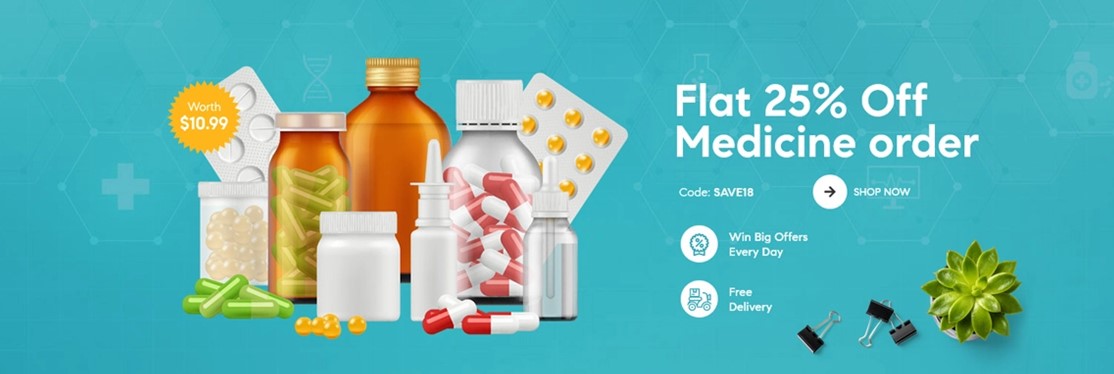 Worth
$10.99
Flat 25% Off
Medicine order
Code: SAVE18
SHOP NOW
Win Big Offers
Every Day
Free
Delivery